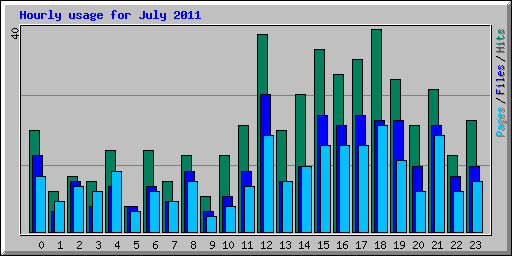 Hourly usage for July 2011
40
Pages / Files / Hits
0 1 2 3 4 5 6 7 8 9 10 11 12 13 14 15 16 17 18 19 20 21 22 23